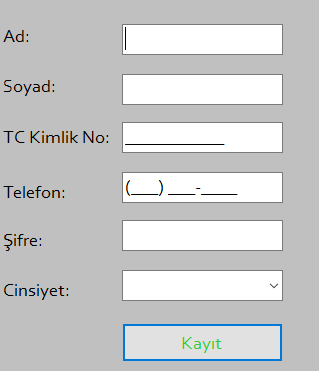 Ad:
Soyad:
TC Kimlik No: ___________
Telefon: (___) ___-____
Şifre:
Cinsiyet:
Kayıt